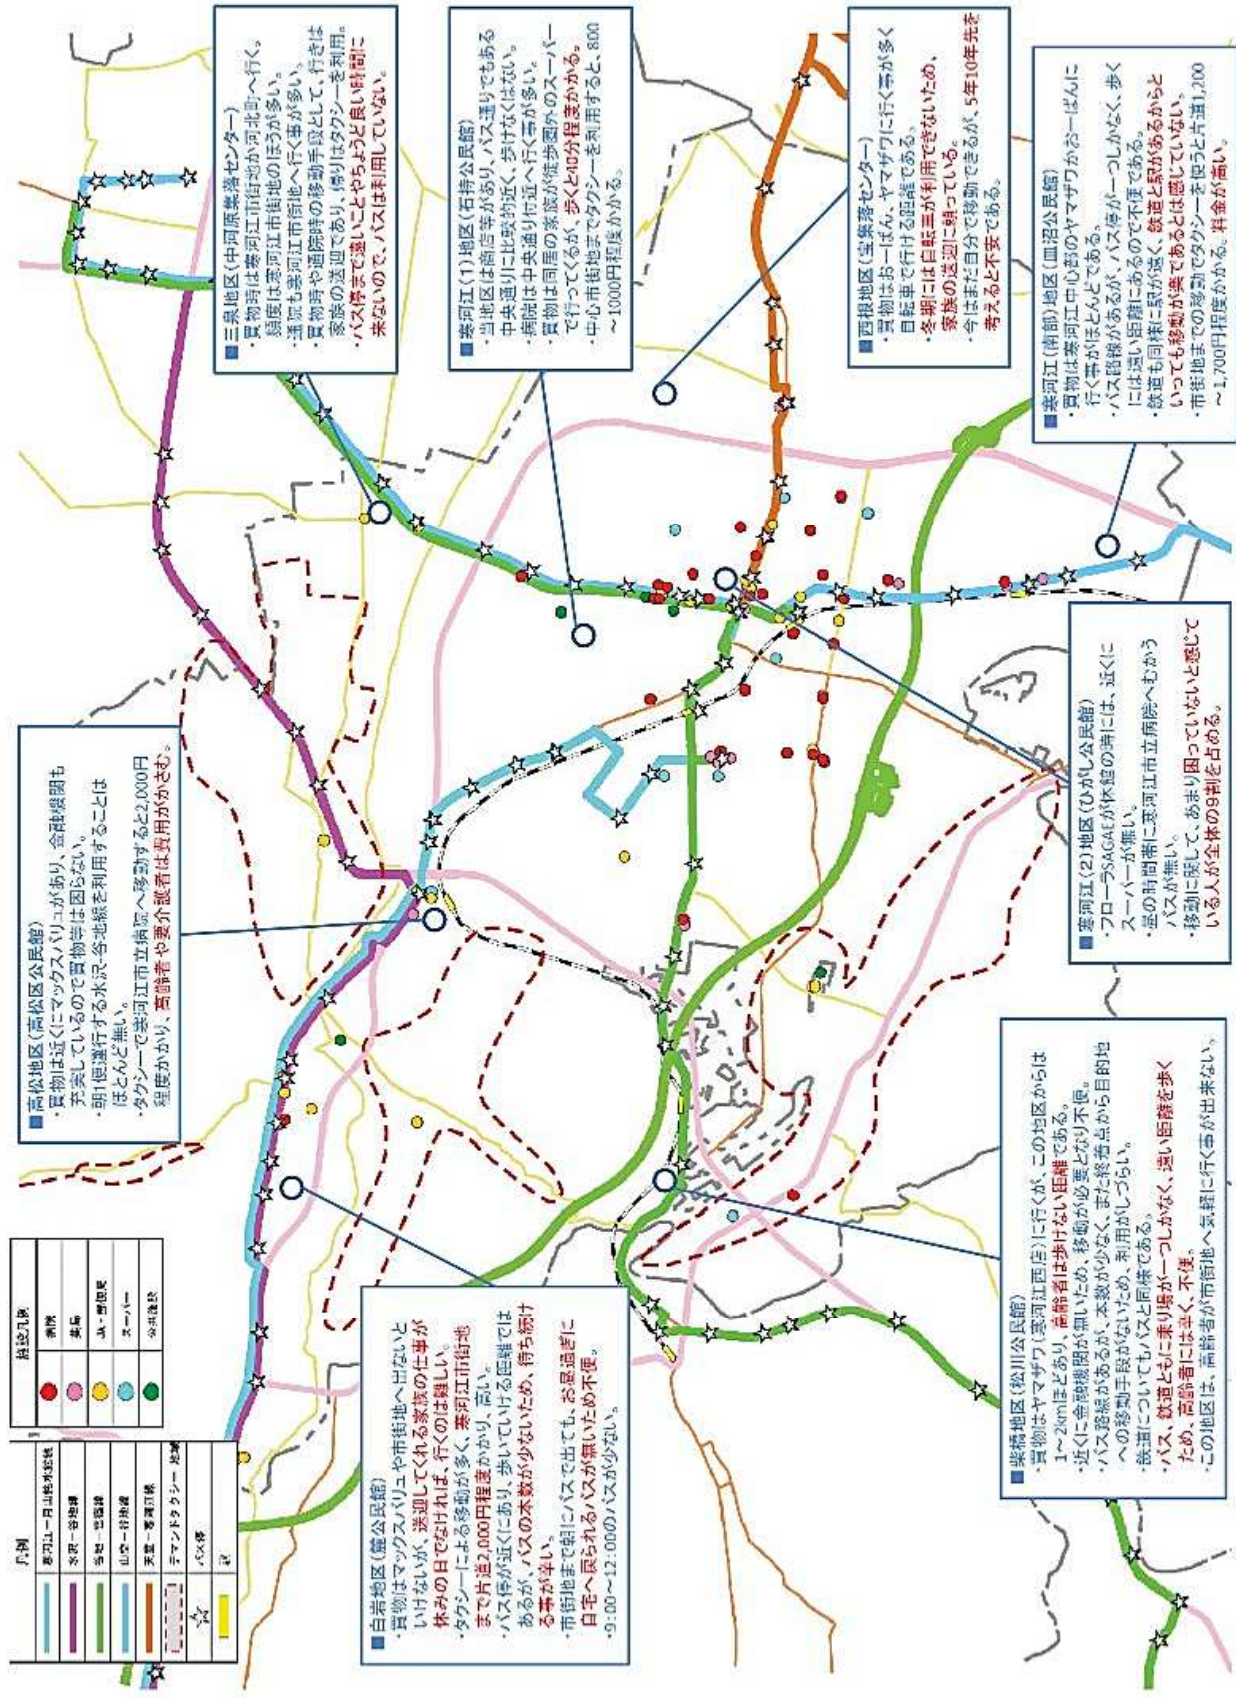 凡例
寒河江－月山銘水館線
水沢－谷地線
谷地－宮宿線
山交－谷地線
天童－寒河江線
デマンドタクシー 地域
バス停
駅
施設凡例
病院
薬局
JA・郵便局
スーパー
公共施設
■高松地区(高松区公民館)
・買物は近くにマックスバリュがあり、金融機関も
充実しているので買物等は困らない。
・朝1便運行する水沢谷地線を利用することは
ほとんど無い。
・タクシーで寒河江市立病院へ移動すると2,000円
程度かかり、高齢者や要介護者は費用がかさむ。
■三泉地区(中河原集落センター)
・買物時は寒河江市街地か河北町へ行く。
頻度は寒河江市街地のほうが多い。
・通院も寒河江市街地へ行く事が多い。
・買物時や通院時の移動手段として、行きは
家族の送迎であり、帰りはタクシーを利用。
・バス停まで遠いことやちょうど良い時間に
来ないので、バスは利用していない。
■寒河江(1)地区(石持公民館)
・当地区は商店等があり、バス通りでもある
中央通りに比較的近く、歩けなくはない。
・病院は中央通り付近へ行く事が多い。
・買物は同居の家族が徒歩圏外のスーパー
で行ってくるが、歩くと40分程度かかる。
・中心市街地までタクシーを利用すると、800
～1000円程度かかる。
■西根地区(宝集落センター)
・買物はおーばん、ヤマザワに行く事が多く
自転車で行ける距離である。
・冬期には自転車が利用できないため、
家族の送迎に頼っている。
・今はまだ自分で移動できるが、5年10年先を
考えると不安である。
■寒河江(南部)地区(皿沼公民館)
・買物は寒河江中心部のヤマザワかおーばんに
行く事がほとんどである。
・バス路線があるが、バス停が一つしかなく、歩く
には遠い距離にあるので不便である。
・鉄道も同様に駅が遠く、鉄道と駅があるからと
いっても移動が楽であるとは感じていない。
・市街地までの移動でタクシーを使うと片道1,200
～1,700円程度かかる。料金が高い。
■白岩地区(麓公民館)
・買物はマックスバリュや市街地へ出ないと
いけないが、送迎してくれる家族の仕事が
休みの日でなければ、行くのは難しい。
・タクシーによる移動が多く、寒河江市街地
まで片道2,000円程度かかり、高い。
・バス停が近くにあり、歩いていける距離では
あるが、バスの本数が少ないため、待ち続け
る事が辛い。
・市街地まで朝にバスで出ても、お昼過ぎに
自宅へ戻られるバスが無いため不便。
・9:00～12:00のバスが少ない。
■柴橋地区(松川公民館)
・買物はヤマザワ(寒河江西店)に行くが、この地区からは
1～2kmほどあり、高齢者は歩けない距離である。
・近くに金融機関が無いため、移動が必要となり不便。
・バス路線があるが、本数が少なく、また終着点から目的地
への移動手段がないため、利用がしづらい。
・鉄道についてもバスと同様である。
・バス、鉄道ともに乗り場が一つしかなく、遠い距離を歩く
ため、高齢者には辛く、不便。
・この地区は、高齢者が市街地へ気軽に行く事が出来ない。
■寒河江(2)地区(ひがし公民館)
・フローラSAGAEが休館の時には、近くに
スーパーが無い。
・昼の時間帯に寒河江市立病院へむかう
バスが無い。
・移動に関して、あまり困っていないと感じて
いる人が全体の9割を占める。